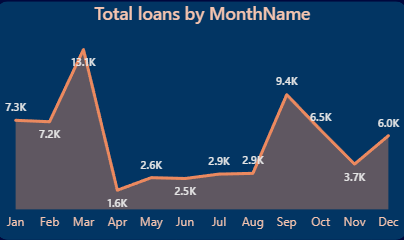 Total loans by MonthName
13.1K
9.4K
7.3K
7.2K
6.5K
6.0K
2.6K
2.9K
2.9K
3.7K
2.5K
1.6K
Jan Feb Mar Apr May Jun Jul Aug Sep Oct Nov Dec